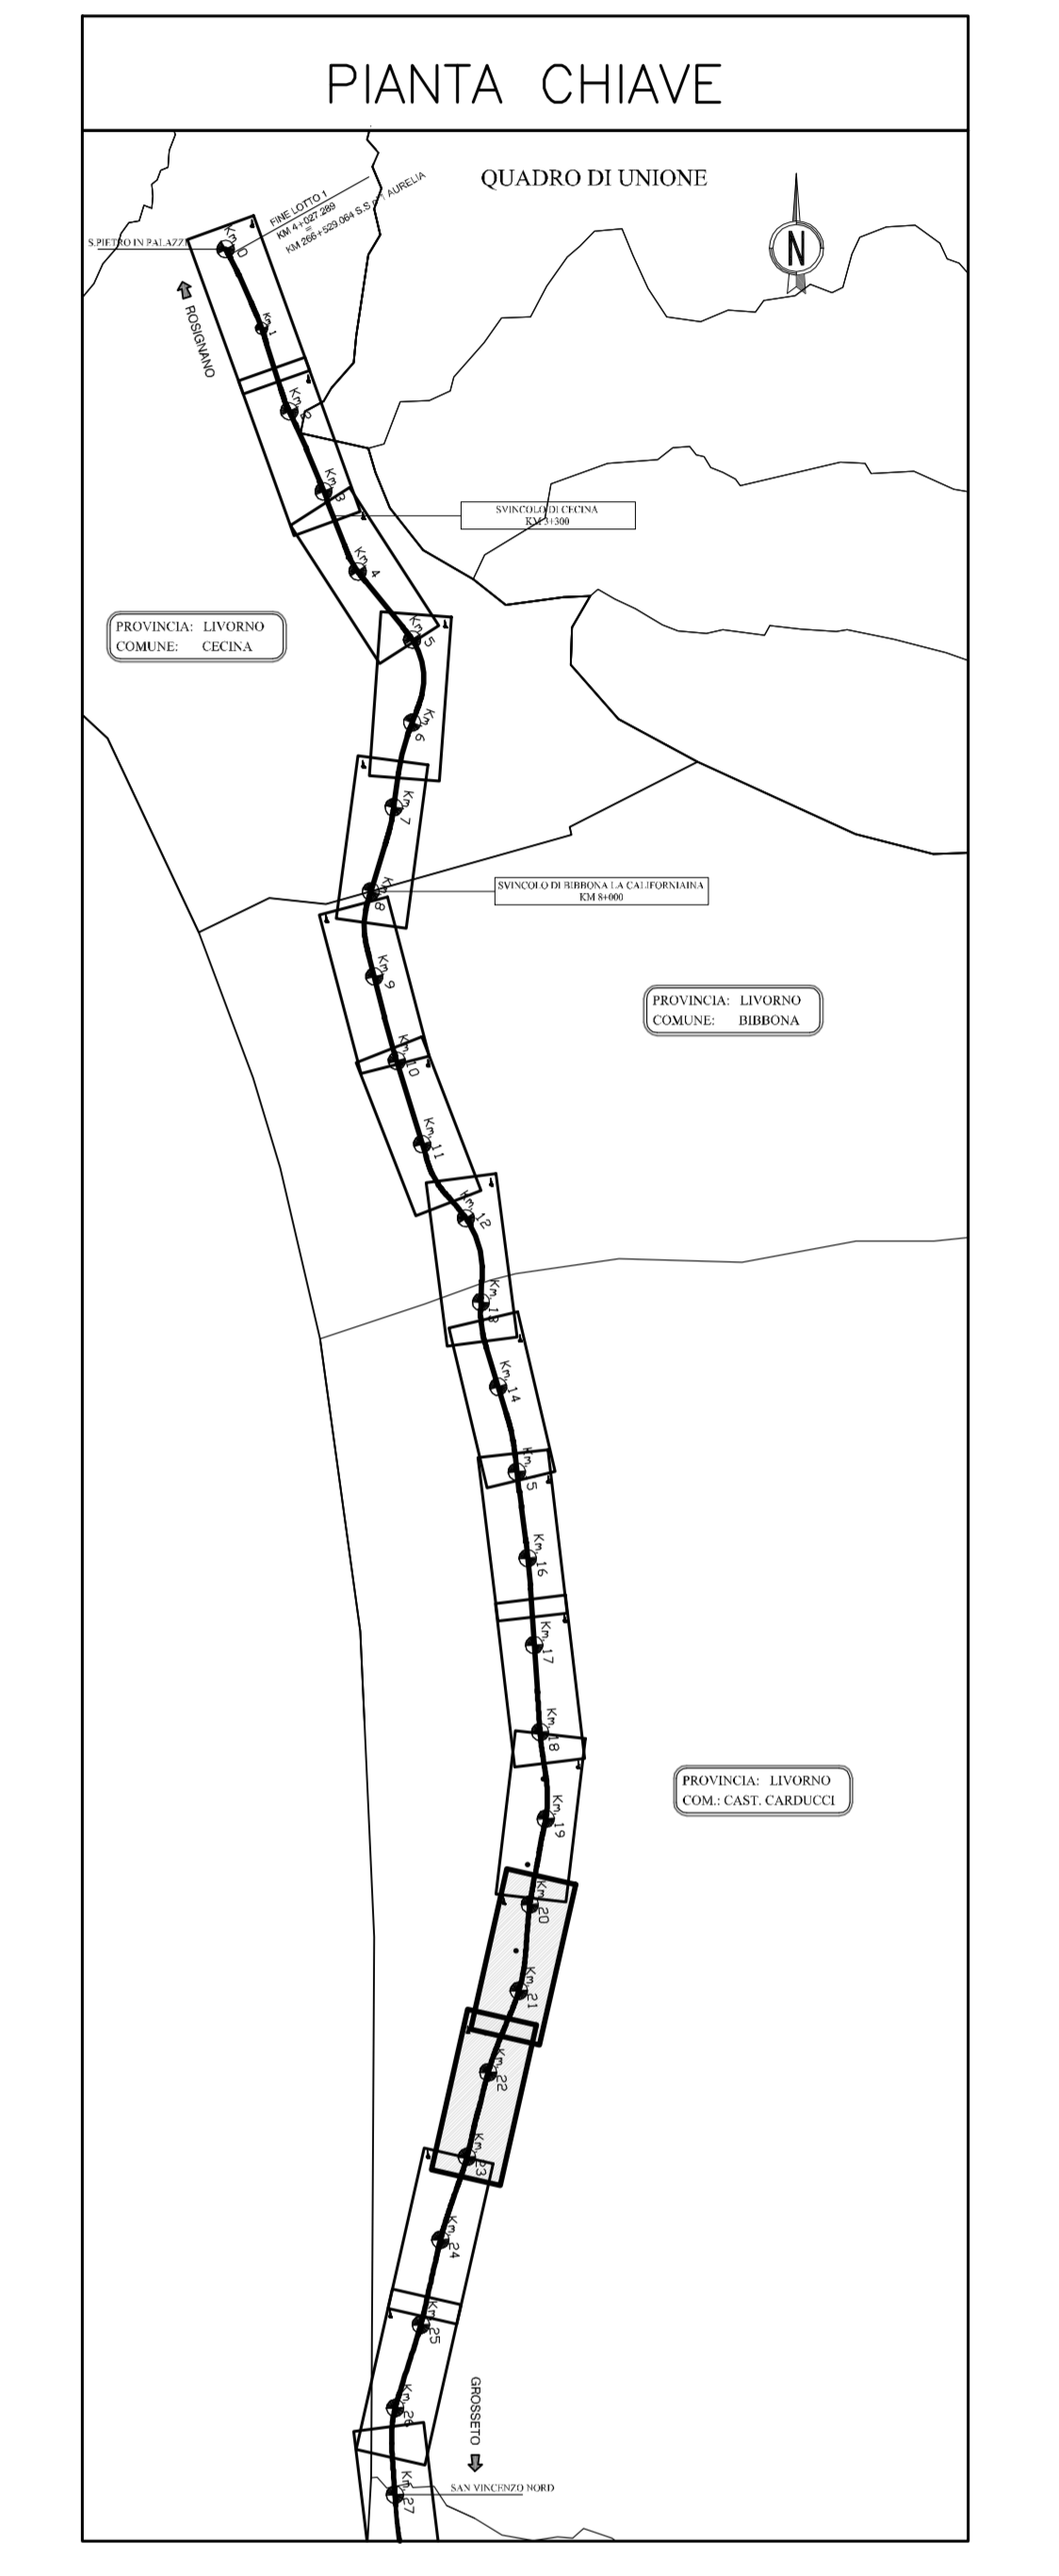 PIANTA CHIAVE
QUADRO DI UNIONE
FINE LOTTO 1
KM 4+027.289
=
KM 266+529.064 S.S. n°1 AURELIA
S.PIETRO IN PALAZZI
Km. 0
ROSIGNANO
Km. 1
Km. 2
Km. 3
SVINCOLO DI CECINA
KM 3+300
Km. 4
PROVINCIA: LIVORNO
COMUNE: CECINA
Km. 5
Km. 6
Km. 7
Km. 8
SVINCOLO DI BIBBONA LA CALIFORNIAINA
KM 8+000
Km. 9
PROVINCIA: LIVORNO
COMUNE: BIBBONA
Km. 10
Km. 11
Km. 12
Km. 13
Km. 14
Km. 15
Km. 16
Km. 17
Km. 18
PROVINCIA: LIVORNO
COM.: CAST. CARDUCCI
Km. 19
Km. 20
Km. 21
Km. 22
Km. 23
Km. 24
Km. 25
GROSSETO
Km. 26
SAN VINCENZO NORD
Km. 27
N